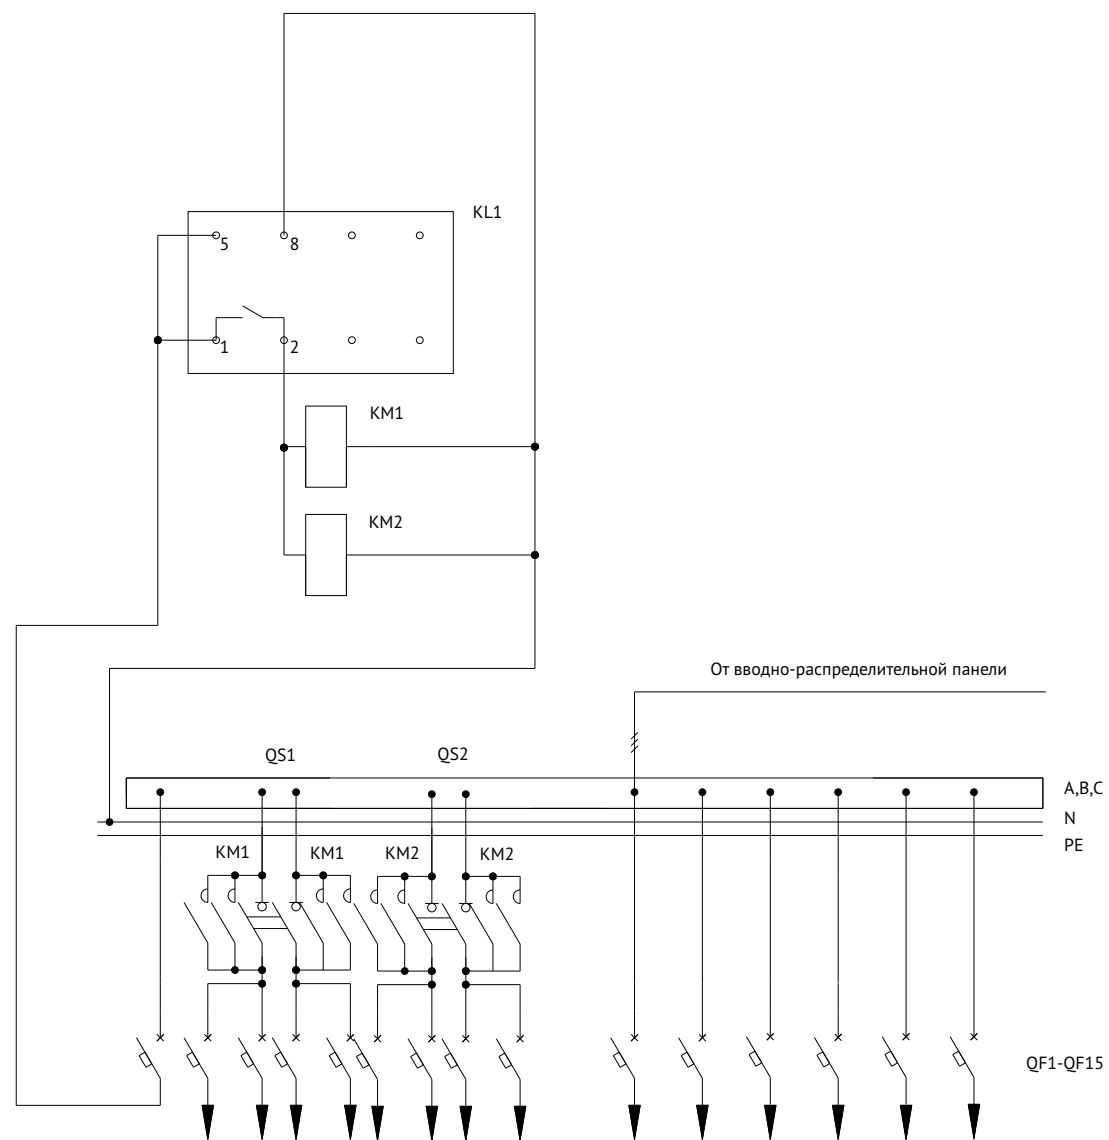 KL1
5 8
1 2
KM1
KM2
От вводно-распределительной панели
QS1 QS2
A,B,C
N
PE
KM1 KM1 KM2 KM2
QF1-QF15